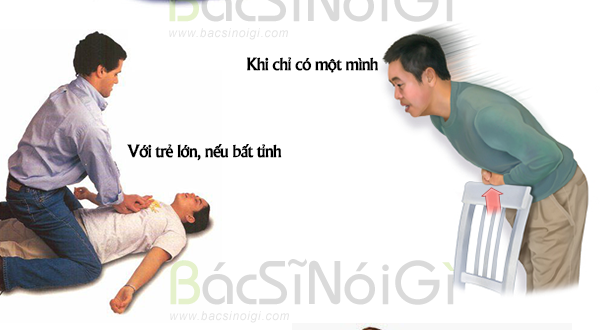 BácSĩNóiGì
www.bacsinoigi.com
Khi chỉ có một mình
Với trẻ lớn, nếu bất tỉnh
BácSĩNóiGì
www.bacsinoigi.com